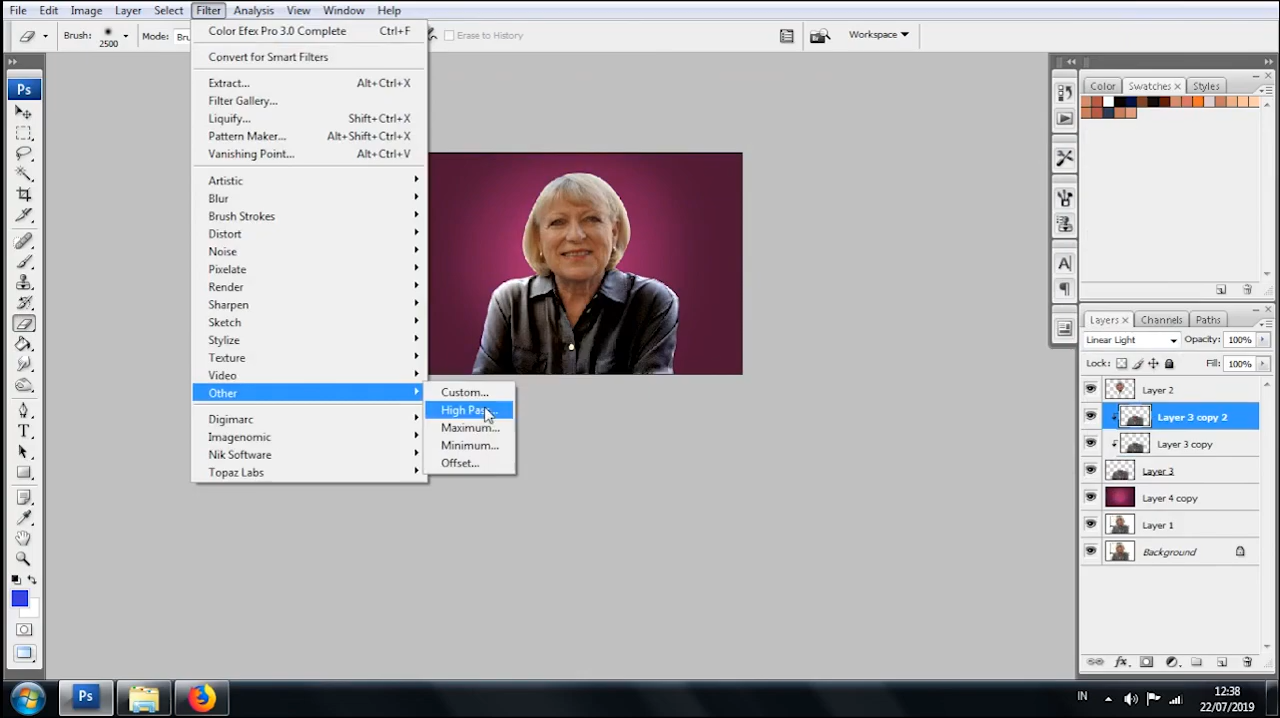 File Edit Image Layer Select Filter Analysis View Window Help
Brush: 2500 Mode: Erase to History Workspace
Color Efex Pro 3.0 Complete Ctrl+F
Convert for Smart Filters
Extract... Alt+Ctrl+X
Filter Gallery...
Liquify... Shift+Ctrl+X
Pattern Maker... Alt+Shift+Ctrl+X
Vanishing Point... Alt+Ctrl+V
Artistic
Blur
Brush Strokes
Distort
Noise
Pixelate
Render
Sharpen
Sketch
Stylize
Texture
Video
Other
Digimarc
Imagenomic
Nik Software
Topaz Labs
Custom...
High
Maximum...
Minimum...
Offset...
Ps
Color Swatches Styles
Layers Channels Paths
Linear Light Opacity: 100%
Lock: Fill: 100%
Layer 2
Layer 3 copy 2
Layer 3 copy
Layer 3
Layer 4 copy
Layer 1
Background
Ps
IN
12:38
22/07/2019